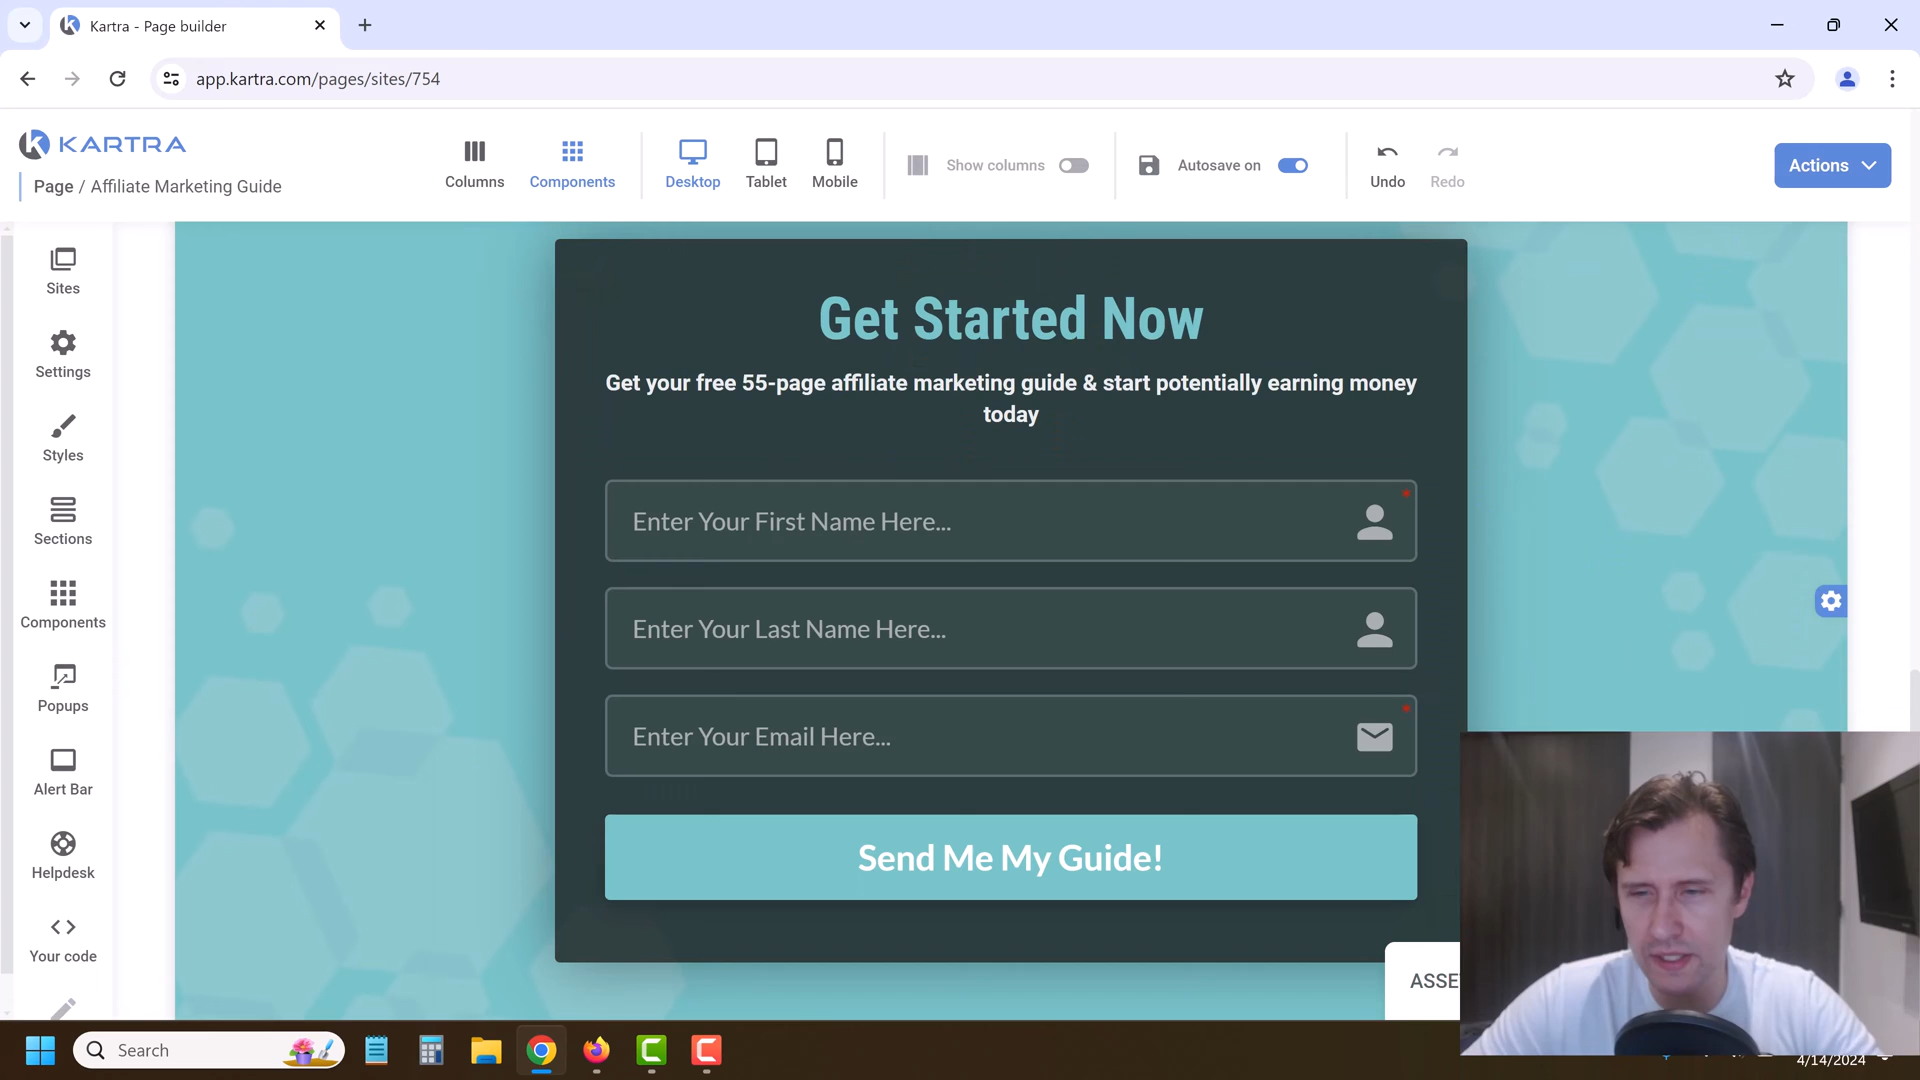 Kartra - Page builder
app.kartra.com/pages/sites/754
KARTRA
Page / Affiliate Marketing Guide
Columns
Components
Desktop
Tablet
Mobile
Show columns
Autosave on
Undo
Redo
Actions
Sites
Settings
Styles
Sections
Components
Popups
Alert Bar
Helpdesk
Your code
Get Started Now
Get your free 55-page affiliate marketing guide & start potentially earning money
today
Enter Your First Name Here...
*
Enter Your Last Name Here...
Enter Your Email Here...
*
Send Me My Guide!
ASSE
Search
4/14/2024